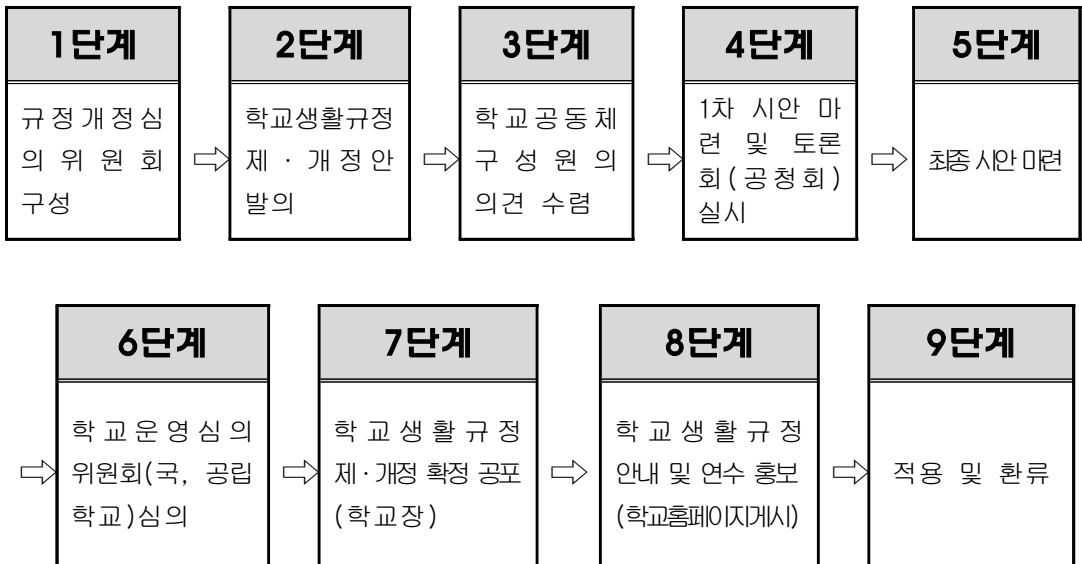 1단계
규정개정심
의 위 원 회
구성
2단계
학교생활규정
제 · 개정안
발의
3단계
학교공동체
구 성 원 의
의견 수렴
4단계
1차 시안 마
련 및 토론
회(공청회)
실시
5단계
최종 시안 마련
6단계
학교운영심의
위원회(국, 공립
학교)심의
7단계
학교생활규정
제·개정 확정 공포
(학교장)
8단계
학교생활규정
안내 및 연수 홍보
(학교홈페이지게시)
9단계
적용 및 환류